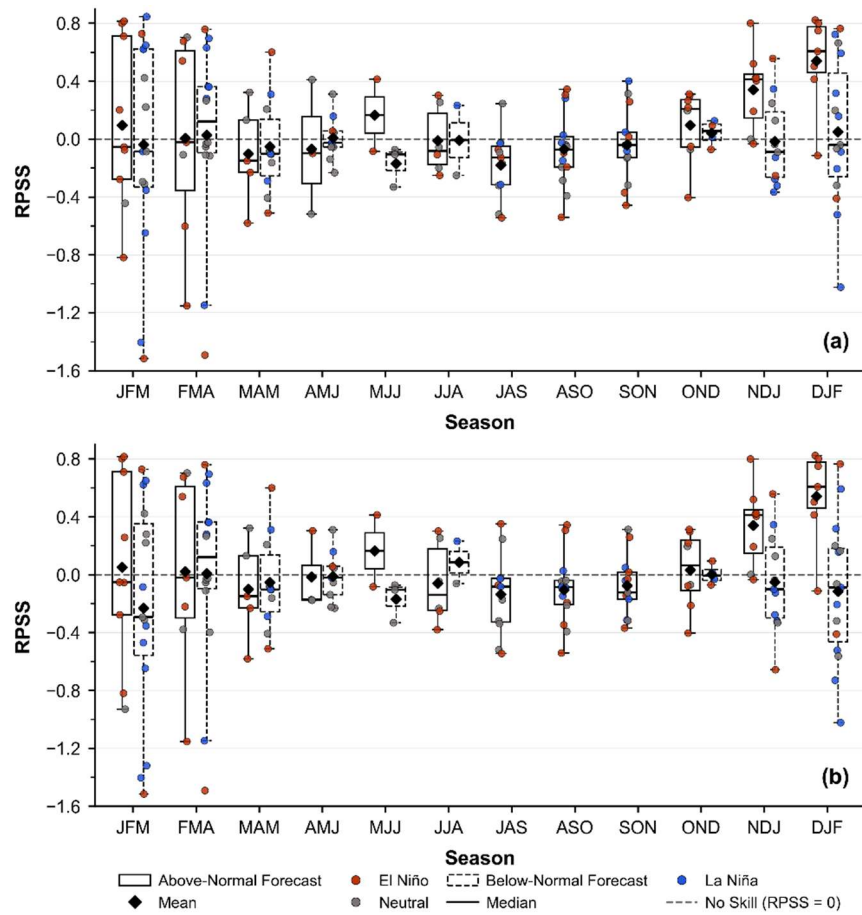 0.8
0.4
0.0
-0.4
-0.8
-1.2
-1.6
RPSS
(a)
JFM FMA MAM AMJ MJJ JJA JAS ASO SON OND NDJ DJF
Season
0.8
0.4
0.0
-0.4
-0.8
-1.2
-1.6
RPSS
(b)
JFM FMA MAM AMJ MJJ JJA JAS ASO SON OND NDJ DJF
Season
Above-Normal Forecast El Niño Below-Normal Forecast La Niña
Mean Neutral Median No Skill (RPSS = 0)